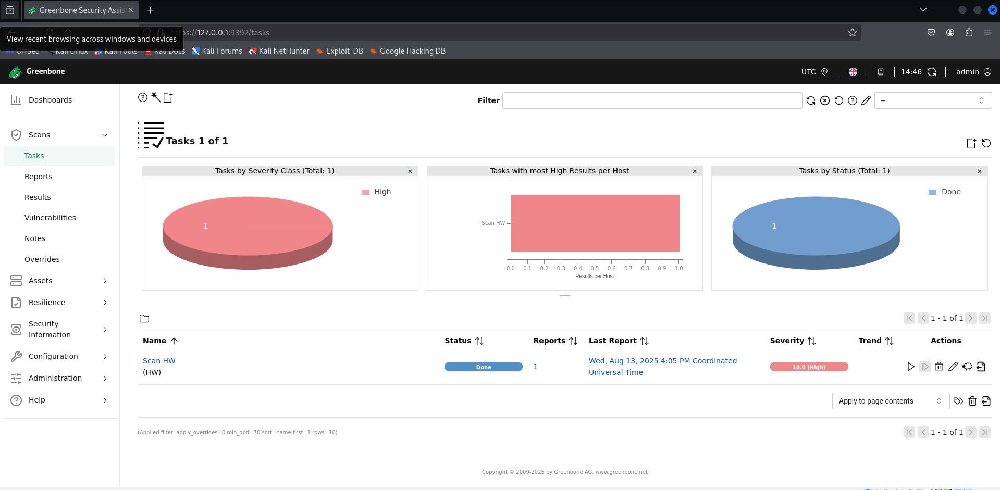 Greenbone Security Assis
View recent browsing across windows and devices
https://127.0.0.1:9392/tasks
OffSec Kali Linux Kali Tools Kali Docs Kali Forums Kali NetHunter Exploit-DB Google Hacking DB
Greenbone
UTC 14:46 admin
Dashboards
Scans
Tasks
Reports
Results
Vulnerabilities
Notes
Overrides
Assets
Resilience
Security
Information
Configuration
Administration
Help
Filter --
Tasks 1 of 1
Tasks by Severity Class (Total: 1) ×
High
1
Tasks with most High Results per Host ×
Scan HW
0.0 0.1 0.2 0.3 0.4 0.5 0.6 0.7 0.8 0.9 1.0
Results per Host
Tasks by Status (Total: 1) ×
Done
1
1 - 1 of 1
Name Status Reports Last Report Severity Trend Actions
Scan HW
(HW)
Done
1
Wed, Aug 13, 2025 4:05 PM Coordinated
Universal Time
10.0 (High)
Apply to page contents
(Applied filter: apply_overrides=0 min_qod=70 sort=name first=1 rows=10)
1 - 1 of 1
Copyright © 2009-2025 by Greenbone AG, www.greenbone.net